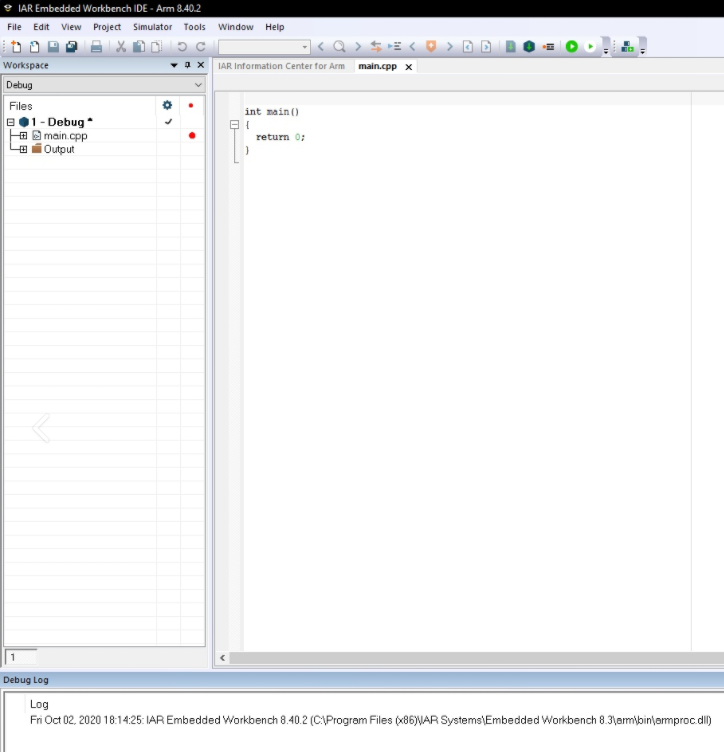 IAR Embedded Workbench IDE - Arm 8.40.2
File Edit View Project Simulator Tools Window Help
Workspace
IAR Information Center for Arm main.cpp
Debug
Files
int main()
1 - Debug *
{
main.cpp
return 0;
Output
}
1
Debug Log
Log
Fri Oct 02, 2020 18:14:25: IAR Embedded Workbench 8.40.2 (C:\Program Files (x86)\IAR Systems\Embedded Workbench 8.3\arm\bin\armproc.dll)